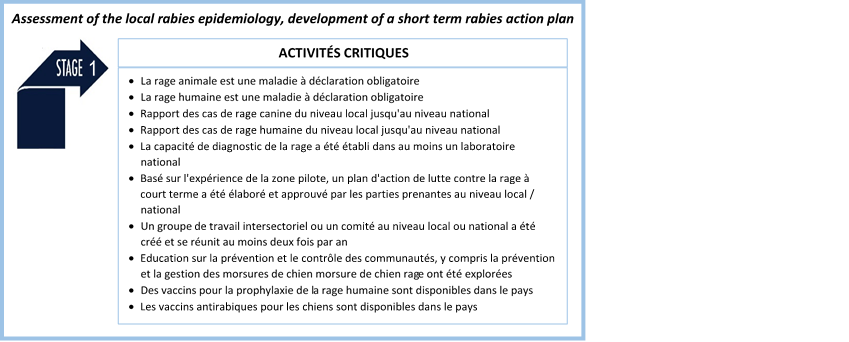 Assessment of the local rabies epidemiology, development of a short term rabies action plan
STAGE 1
ACTIVITÉS CRITIQUES
• La rage animale est une maladie à déclaration obligatoire
• La rage humaine est une maladie à déclaration obligatoire
• Rapport des cas de rage canine du niveau local jusqu'au niveau national
• Rapport des cas de rage humaine du niveau local jusqu'au niveau national
• La capacité de diagnostic de la rage a été établi dans au moins un laboratoire
national
• Basé sur l'expérience de la zone pilote, un plan d'action de lutte contre la rage à
court terme a été élaboré et approuvé par les parties prenantes au niveau local /
national
• Un groupe de travail intersectoriel ou un comité au niveau local ou national a été
créé et se réunit au moins deux fois par an
• Education sur la prévention et le contrôle des communautés, y compris la prévention
et la gestion des morsures de chien morsure de chien rage ont été explorées
• Des vaccins pour la prophylaxie de la rage humaine sont disponibles dans le pays
• Les vaccins antirabiques pour les chiens sont disponibles dans le pays